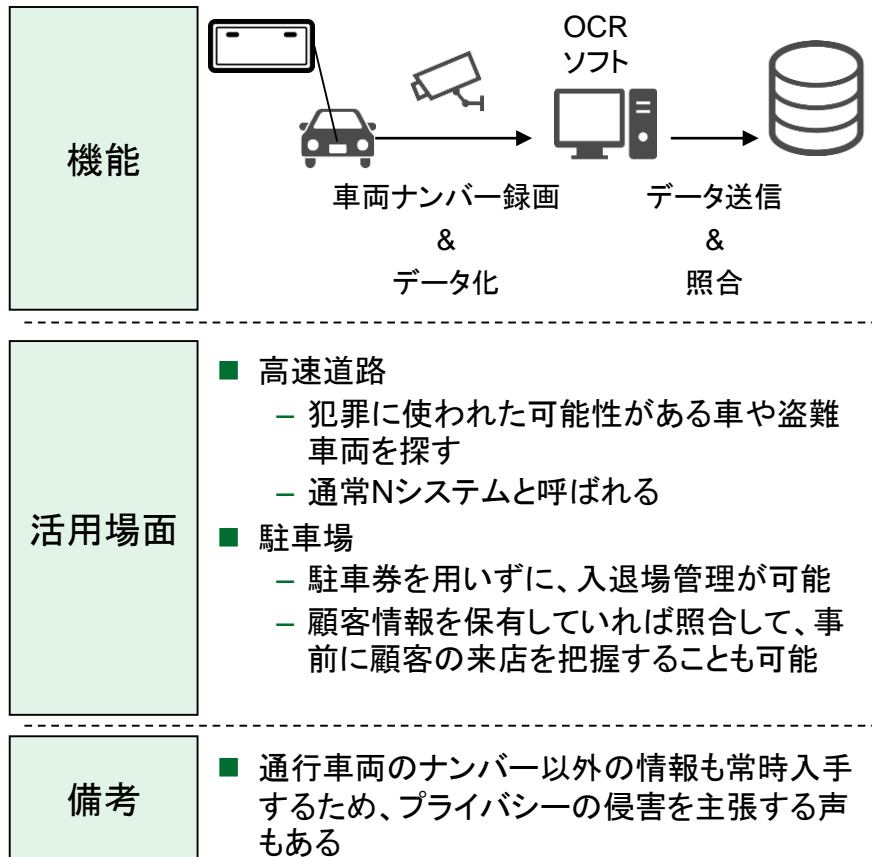 機能
OCR
ソフト
車両ナンバー録画
&
データ化
データ送信
&
照合
活用場面
■ 高速道路
– 犯罪に使われた可能性がある車や盗難
車両を探す
– 通常Nシステムと呼ばれる
■ 駐車場
– 駐車券を用いずに、入退場管理が可能
– 顧客情報を保有していれば照合して、事
前に顧客の来店を把握することも可能
備考
■ 通行車両のナンバー以外の情報も常時入手
するため、プライバシーの侵害を主張する声
もある